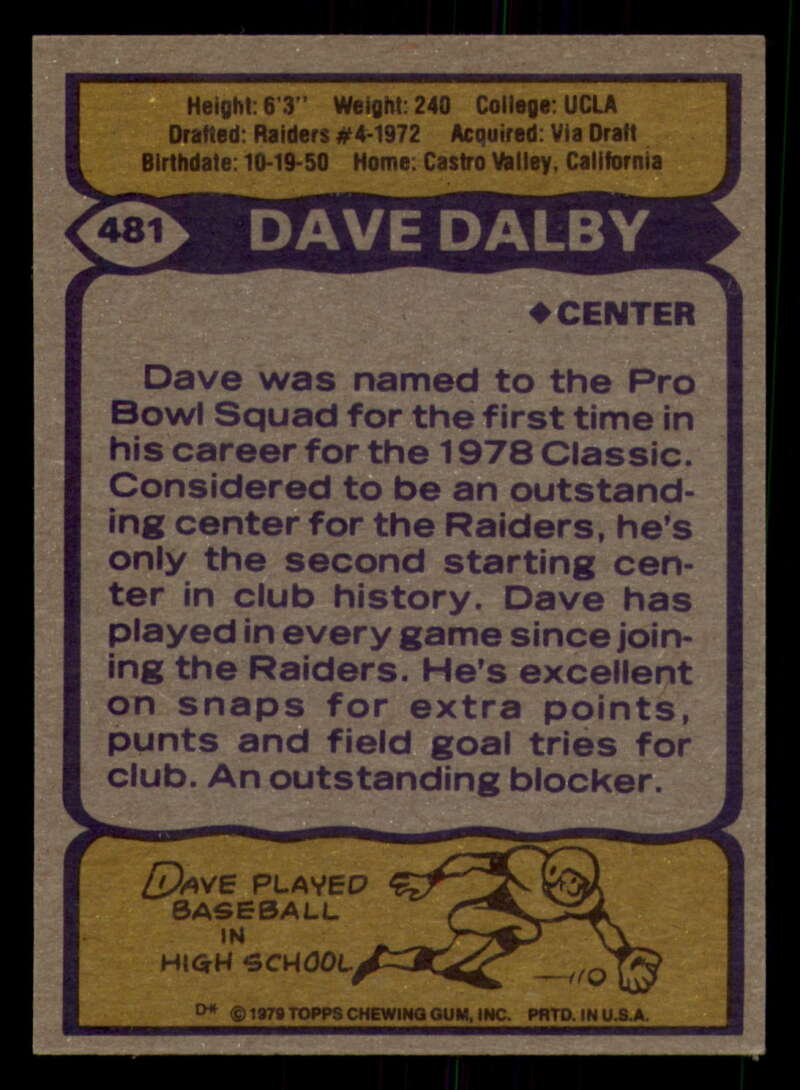 Height: 6'3" Weight: 240 College: UCLA
Drafted: Raiders #4-1972 Acquired: Via Draft
Birthdate: 10-19-50 Home: Castro Valley, California
481 DAVE DALBY
◆CENTER
Dave was named to the Pro
Bowl Squad for the first time in
his career for the 1978 Classic.
Considered to be an outstand-
ing center for the Raiders, he's
only the second starting cen-
ter in club history. Dave has
played in every game since join-
ing the Raiders. He's excellent
on snaps for extra points,
punts and field goal tries for
club. An outstanding blocker.
DAVE PLAYED
BASEBALL
IN
HIGH SCHOOL
D* ©1979 TOPPS CHEWING GUM, INC. PRTD. IN U.S.A.